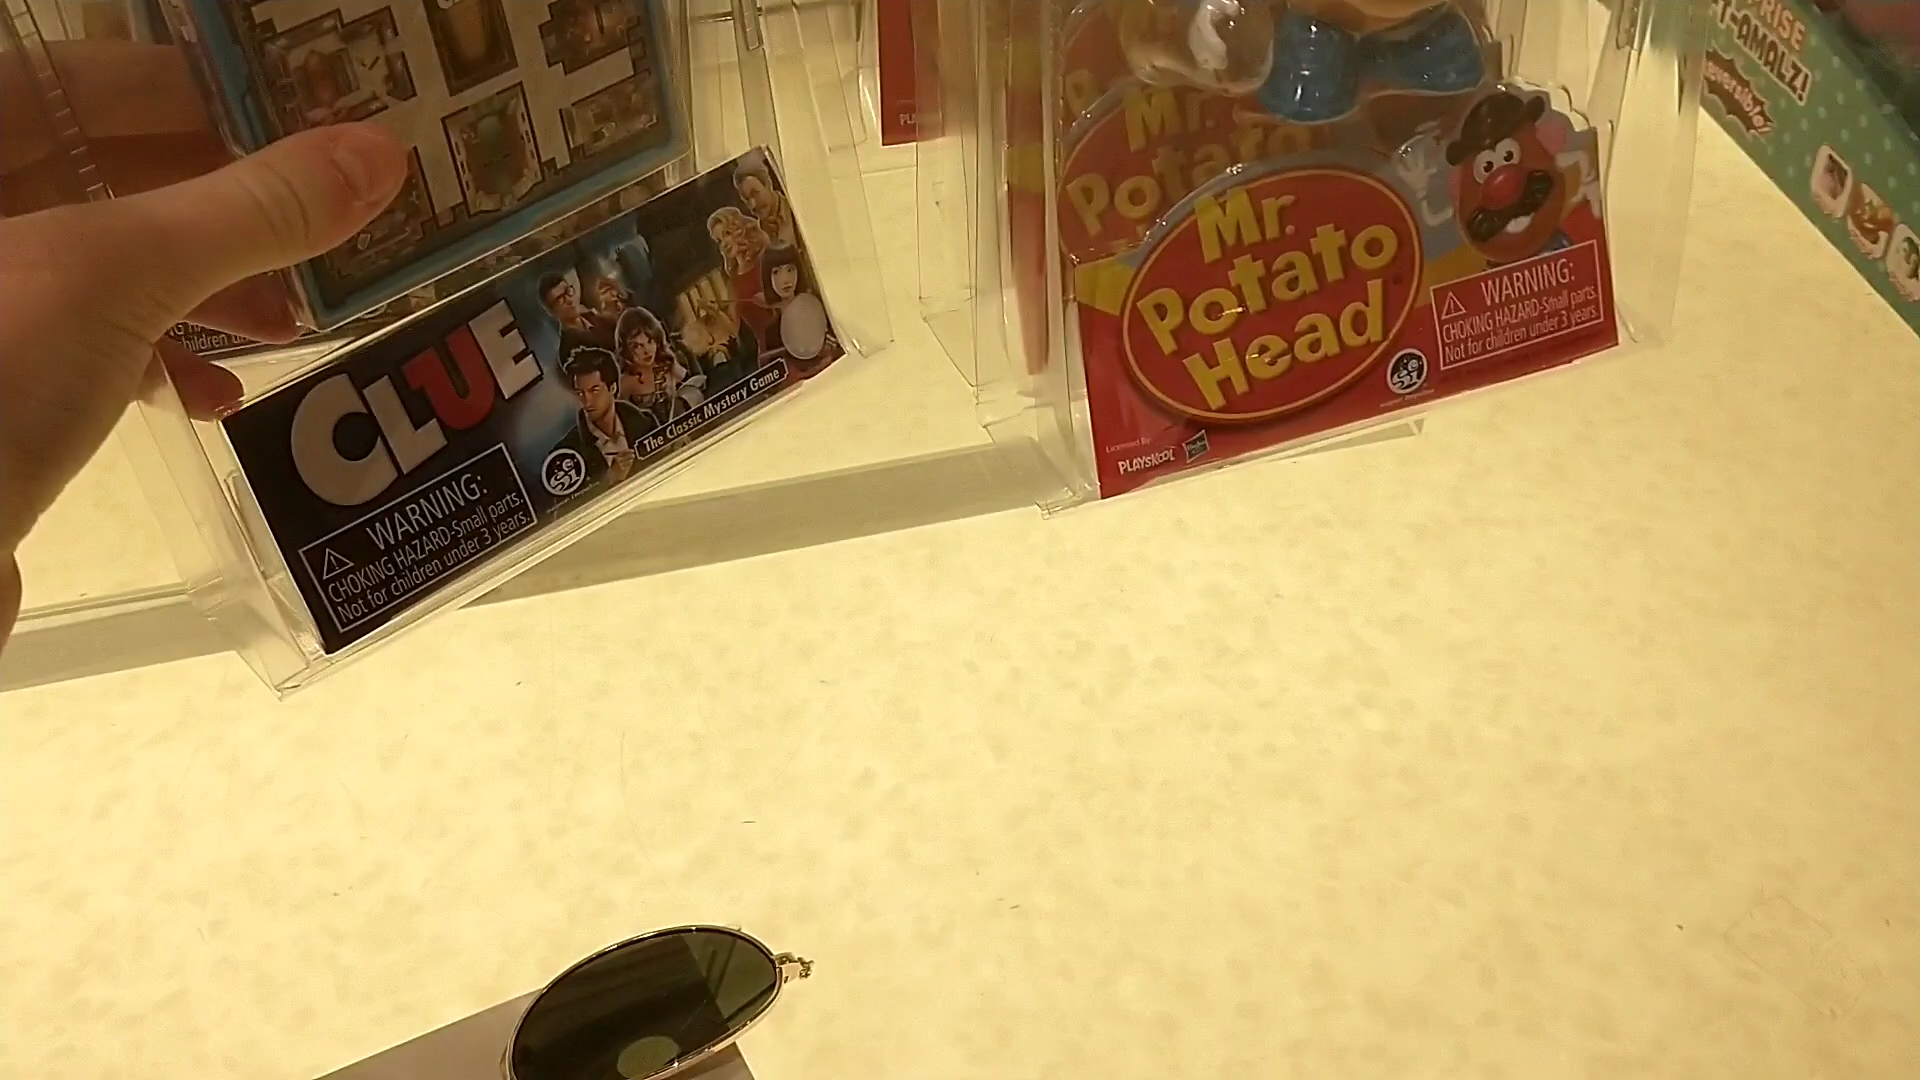 CLUE
The Classic Mystery Game
WARNING:
CHOKING HAZARD-Small parts.
Not for children under 3 years.
Mr.
Potato
Mr.
Potato
Head
WARNING:
CHOKING HAZARD-Small parts.
Not for children under 3 years.
Licensed By:
PLAYSKOOL
Hasbro